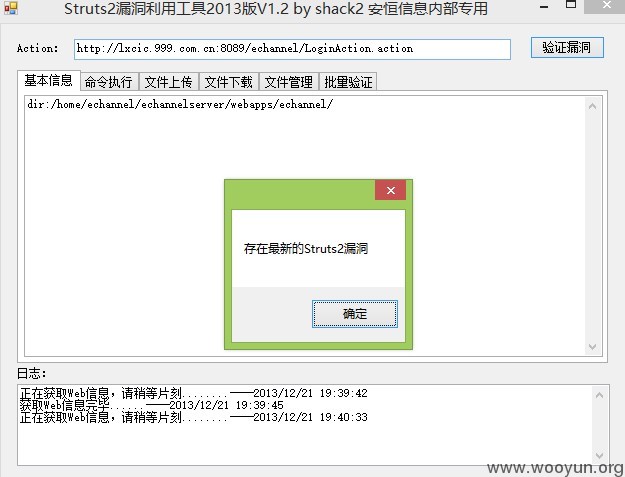 Struts2漏洞利用工具2013版V1.2 by shack2 安恒信息内部专用
Action: http://lxcic.999.com.cn:8089/echannel/LoginAction.action 验证漏洞
基本信息 命令执行 文件上传 文件下载 文件管理 批量验证
dir:/home/echannel/echannelserver/webapps/echannel/
存在最新的Struts2漏洞
确定
日志:
正在获取Web信息,请稍等片刻........----2013/12/21 19:39:42
获取Web信息完毕......----2013/12/21 19:39:45
正在获取Web信息,请稍等片刻........----2013/12/21 19:40:33
www.wooyun.org